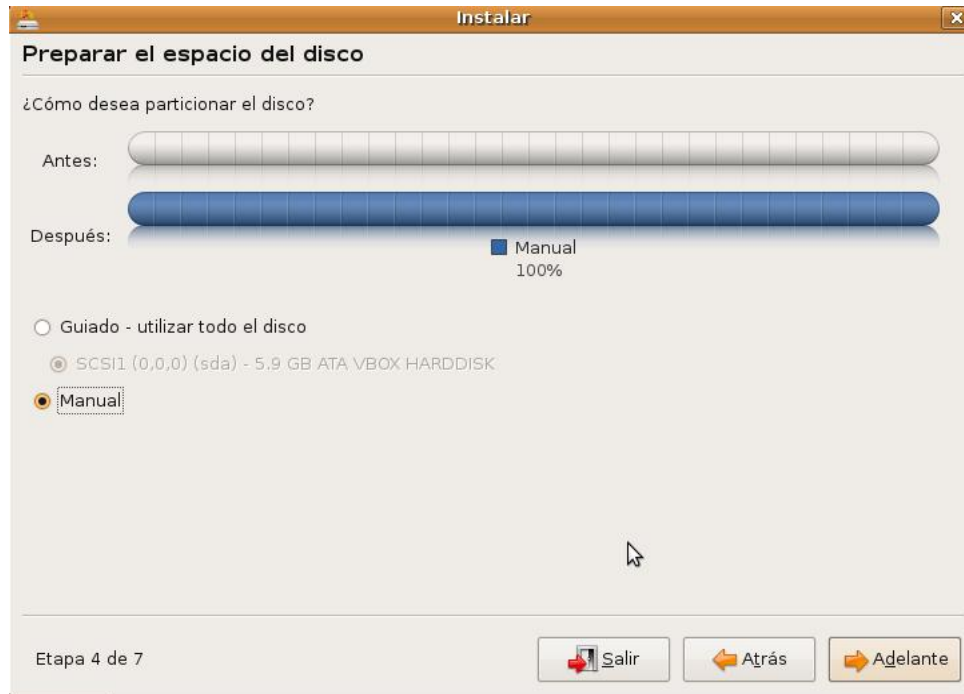 Instalar
Preparar el espacio del disco
¿Cómo desea particionar el disco?
Antes:
Después:
Manual
100%
Guiado - utilizar todo el disco
SCSI1 (0,0,0) (sda) - 5.9 GB ATA VBOX HARDDISK
Manual
Etapa 4 de 7
Salir
Atrás
Adelante